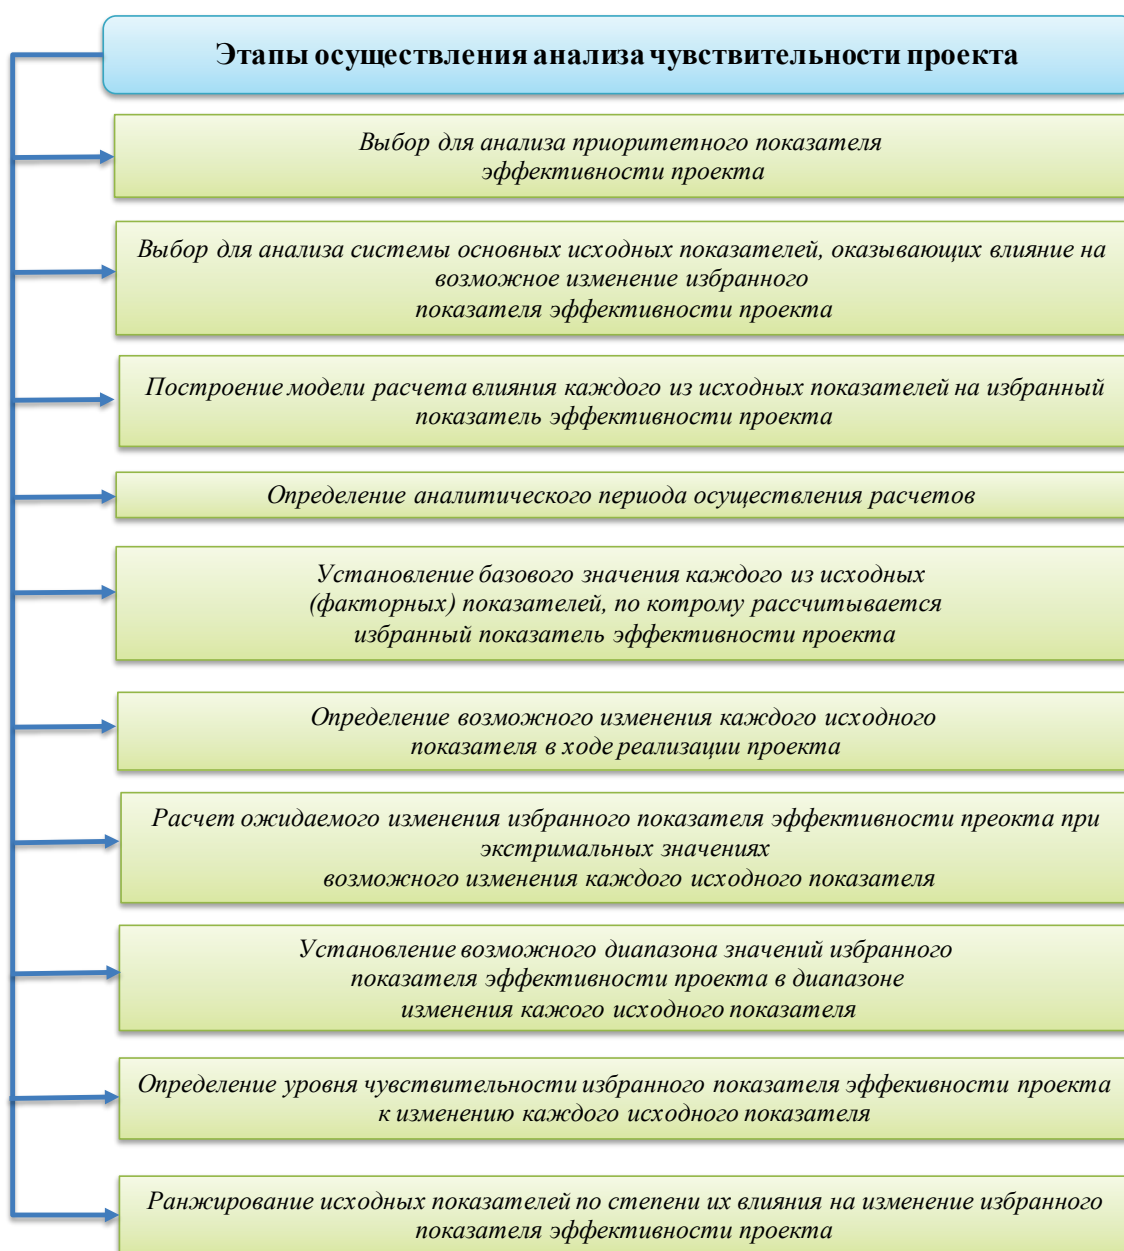 Этапы осуществления анализа чувствительности проекта
Выбор для анализа приоритетного показателя
эффективности проекта
Выбор для анализа системы основных исходных показателей, оказывающих влияние на
возможное изменение избранного
показателя эффективности проекта
Построение модели расчета влияния каждого из исходных показателей на избранный
показатель эффективности проекта
Определение аналитического периода осуществления расчетов
Установление базового значения каждого из исходных
(факторных) показателей, по котрому рассчитывается
избранный показатель эффективности проекта
Определение возможного изменения каждого исходного
показателя в ходе реализации проекта
Расчет ожидаемого изменения избранного показателя эффективности преокта при
экстримальных значениях
возможного изменения каждого исходного показателя
Установление возможного диапазона значений избранного
показателя эффективности проекта в диапазоне
изменения кажого исходного показателя
Определение уровня чувствительности избранного показателя эффекивности проекта
к изменению каждого исходного показателя
Ранжирование исходных показателей по степени их влияния на изменение избранного
показателя эффективности проекта